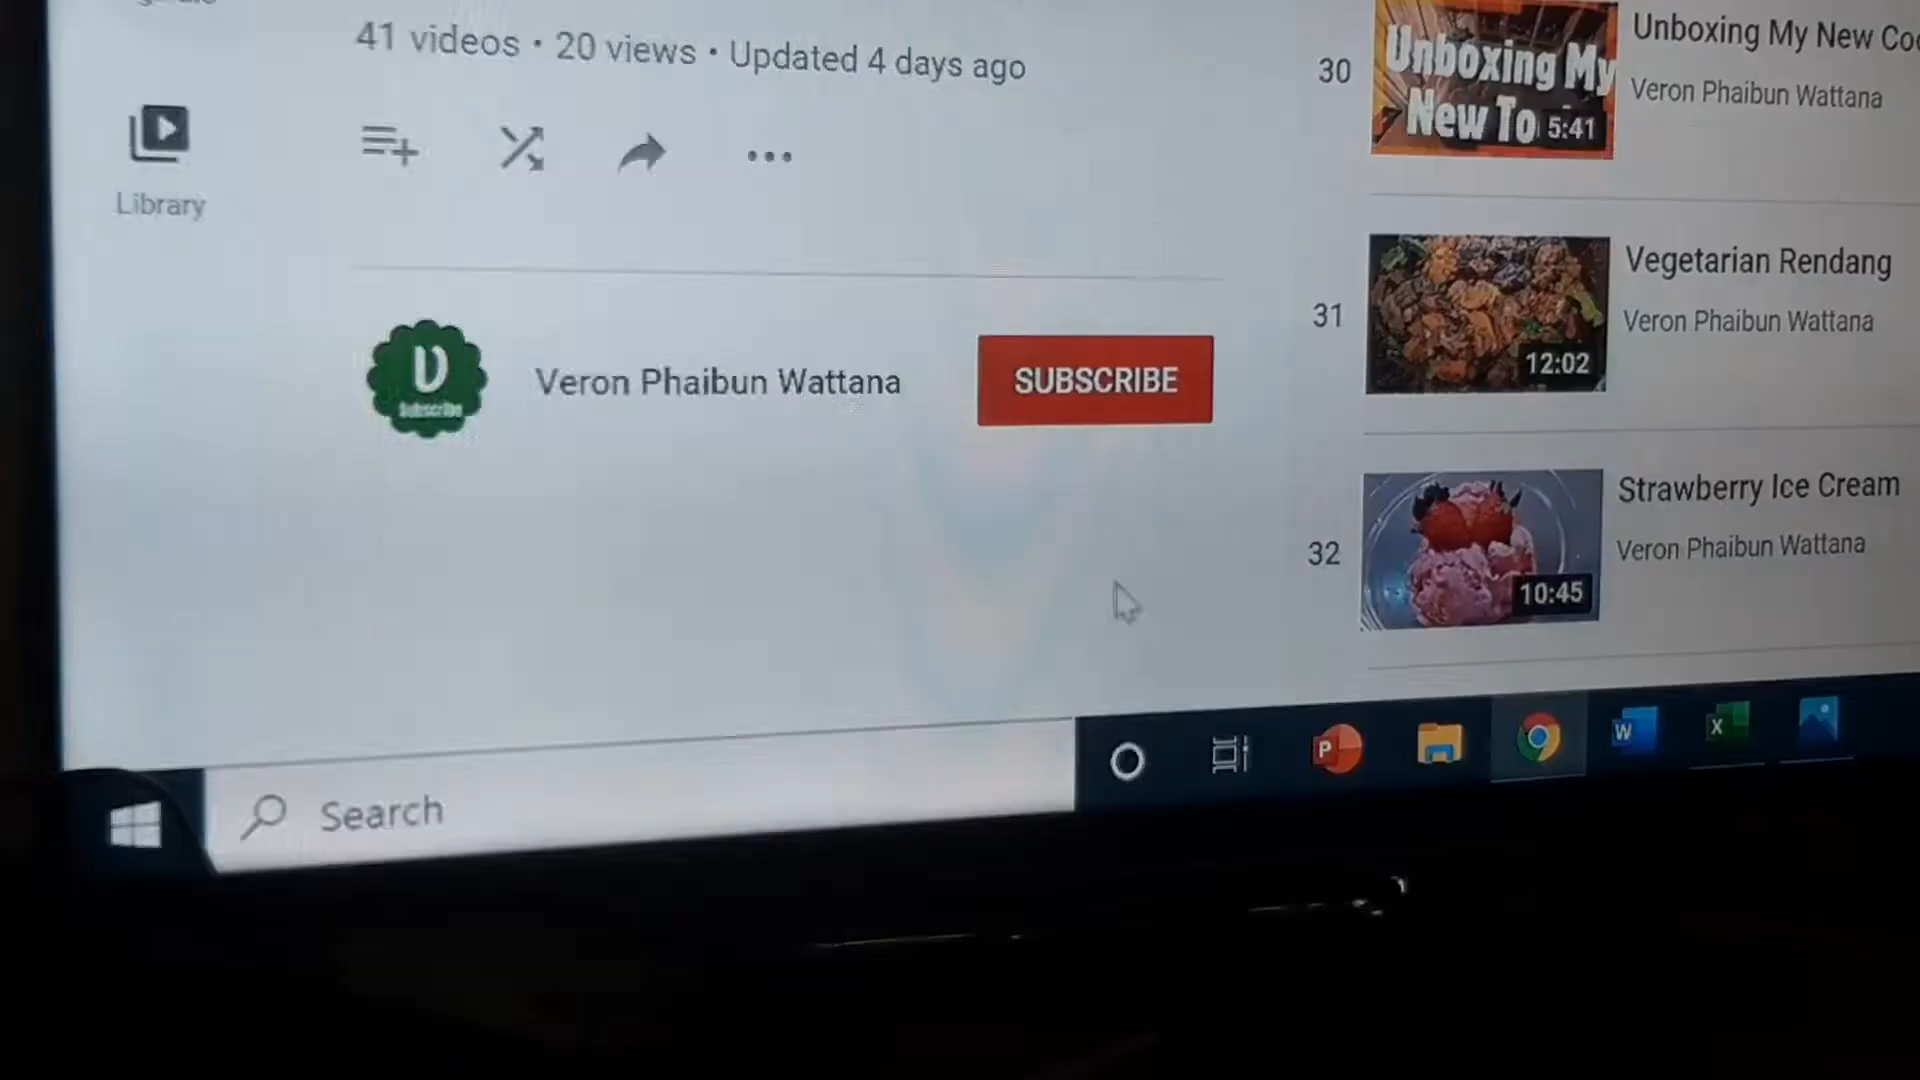 41 videos • 20 views • Updated 4 days ago
Library
Subscribe
Veron Phaibun Wattana
SUBSCRIBE
30
Unboxing My
New To
5:41
Unboxing My New Coo
Veron Phaibun Wattana
31
12:02
Vegetarian Rendang
Veron Phaibun Wattana
32
10:45
Strawberry Ice Cream
Veron Phaibun Wattana
Search
P
W
X